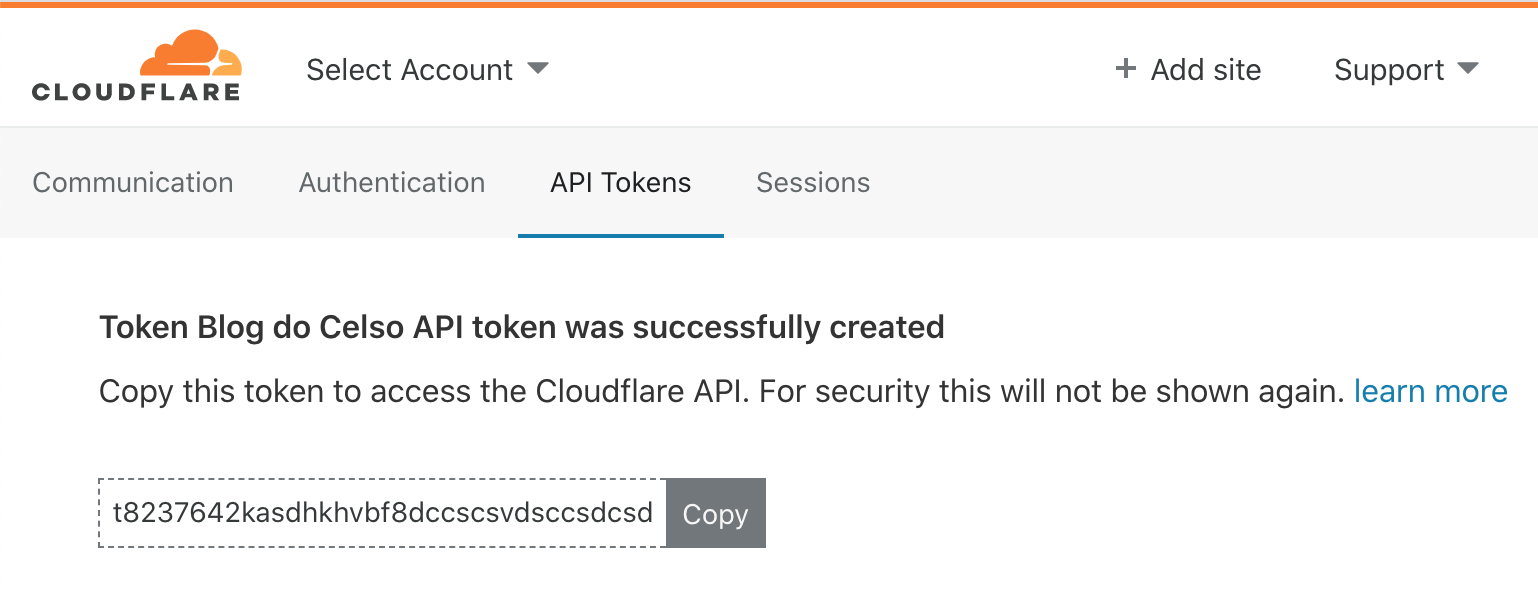 CLOUDFLARE Select Account + Add site Support
Communication Authentication API Tokens Sessions
Token Blog do Celso API token was successfully created
Copy this token to access the Cloudflare API. For security this will not be shown again. learn more
t8237642kasdhkhvbf8dccscsvdsccsdcsd Copy